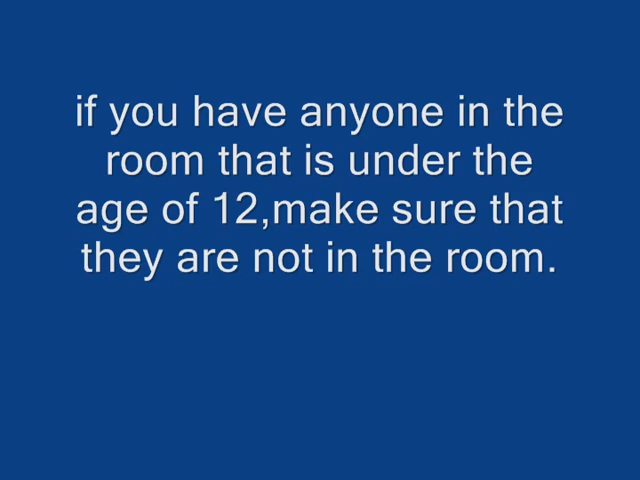 if you have anyone in the
room that is under the
age of 12,make sure that
they are not in the room.